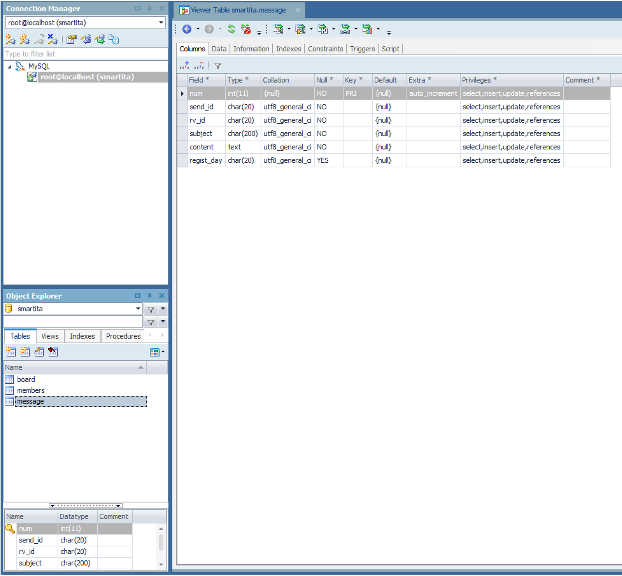 Connection Manager
root@localhost (smartita)
Type to filter list
MySQL
root@localhost (smartita)
Object Explorer
smartita
Tables Views Indexes Procedures
Name
board
members
message
Name Datatype Comment
num int(11)
send_id char(20)
rv_id char(20)
subject char(200)
Viewer Table smartita.message
Columns Data Information Indexes Constraints Triggers Script
Field * Type * Collation Null * Key * Default Extra * Privileges * Comment *
num int(11) {null} NO PRI {null} auto_increment select,insert,update,references
send_id char(20) utf8_general_ci NO {null} select,insert,update,references
rv_id char(20) utf8_general_ci NO {null} select,insert,update,references
subject char(200) utf8_general_ci NO {null} select,insert,update,references
content text utf8_general_ci NO {null} select,insert,update,references
regist_day char(20) utf8_general_ci YES {null} select,insert,update,references